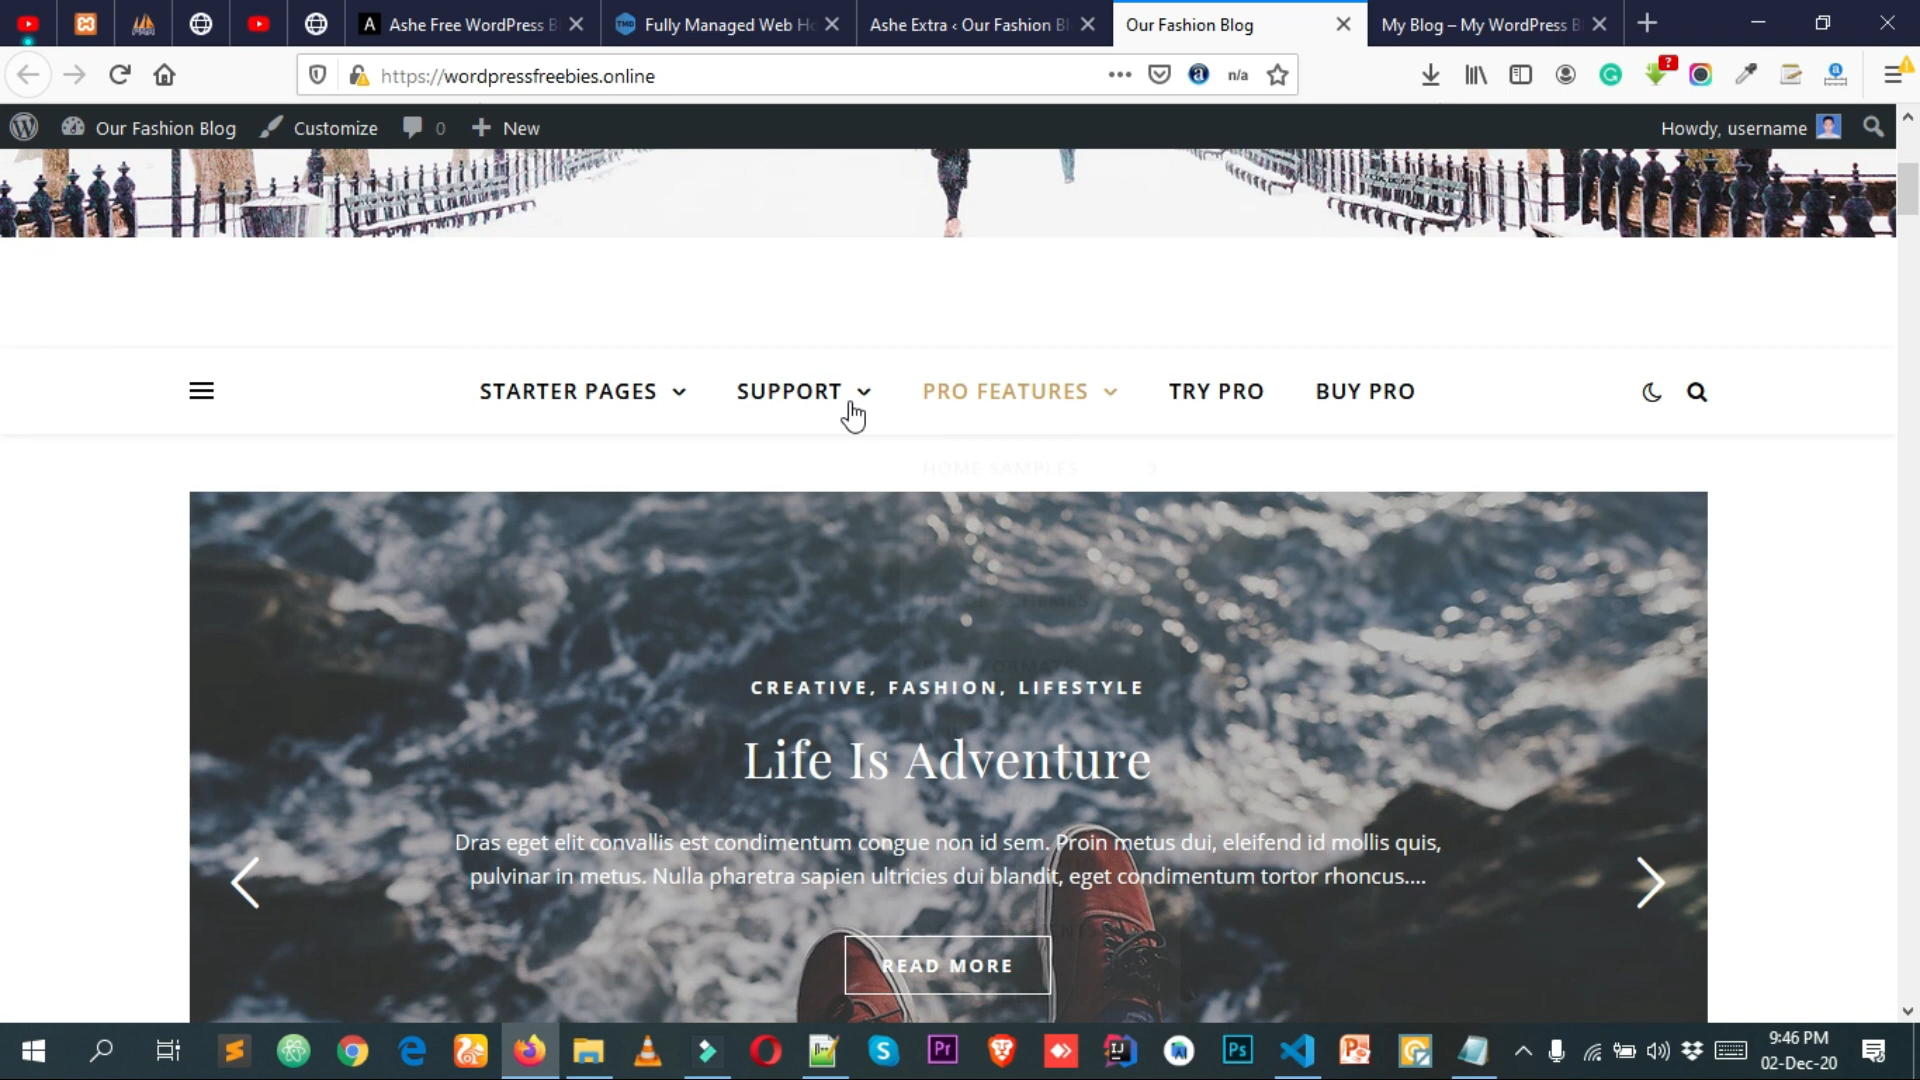 Ashe Free WordPress B
Fully Managed Web Ho
Ashe Extra ‹ Our Fashion Bl
Our Fashion Blog
My Blog – My WordPress B
https://wordpressfreebies.online
n/a
?
Our Fashion Blog
Customize
0
New
Howdy, username
STARTER PAGES
SUPPORT
PRO FEATURES
TRY PRO
BUY PRO
HOME SAMPLES
CREATIVE, FASHION, LIFESTYLE
Life Is Adventure
Dras eget elit convallis est condimentum congue non id sem. Proin metus dui, eleifend id mollis quis,
pulvinar in metus. Nulla pharetra sapien ultricies dui blandit, eget condimentum tortor rhoncus....
READ MORE
9:46 PM
02-Dec-20